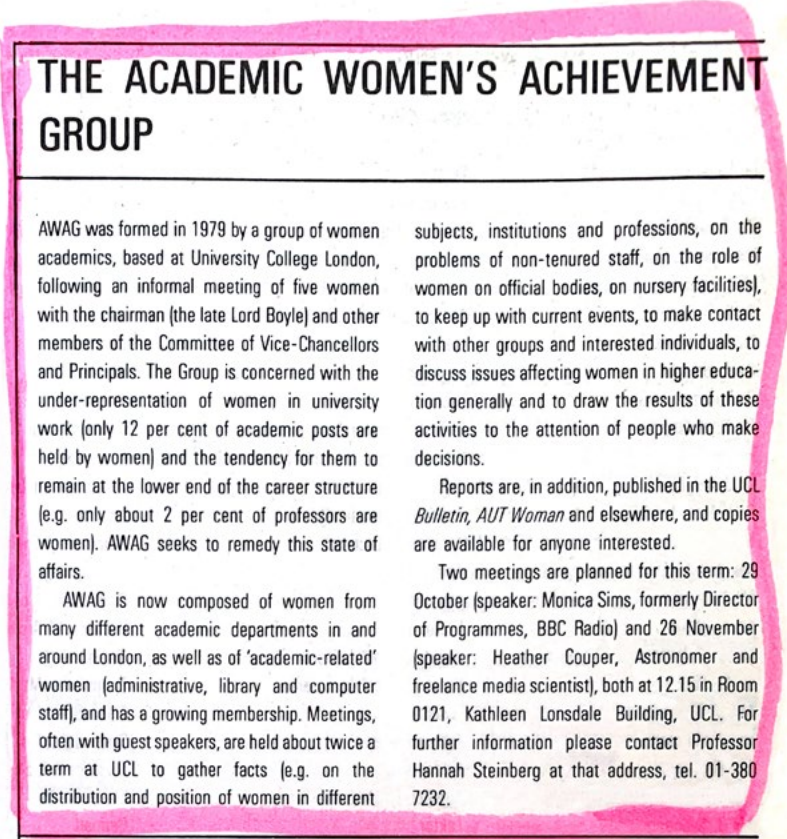 THE ACADEMIC WOMEN'S ACHIEVEMENT
GROUP
AWAG was formed in 1979 by a group of women
academics, based at University College London,
following an informal meeting of five women
with the chairman (the late Lord Boyle) and other
members of the Committee of Vice-Chancellors
and Principals. The Group is concerned with the
under-representation of women in university
work (only 12 per cent of academic posts are
held by women) and the tendency for them to
remain at the lower end of the career structure
(e.g. only about 2 per cent of professors are
women). AWAG seeks to remedy this state of
affairs.
AWAG is now composed of women from
many different academic departments in and
around London, as well as of 'academic-related'
women (administrative, library and computer
staff), and has a growing membership. Meetings,
often with guest speakers, are held about twice a
term at UCL to gather facts (e.g. on the
distribution and position of women in different
subjects, institutions and professions, on the
problems of non-tenured staff, on the role of
women on official bodies, on nursery facilities),
to keep up with current events, to make contact
with other groups and interested individuals, to
discuss issues affecting women in higher educa-
tion generally and to draw the results of these
activities to the attention of people who make
decisions.
Reports are, in addition, published in the UCL
Bulletin, AUT Woman and elsewhere, and copies
are available for anyone interested.
Two meetings are planned for this term: 29
October (speaker: Monica Sims, formerly Director
of Programmes, BBC Radio) and 26 November
(speaker: Heather Couper, Astronomer and
freelance media scientist), both at 12.15 in Room
0121, Kathleen Lonsdale Building, UCL. For
further information please contact Professor
Hannah Steinberg at that address, tel. 01-380
7232.